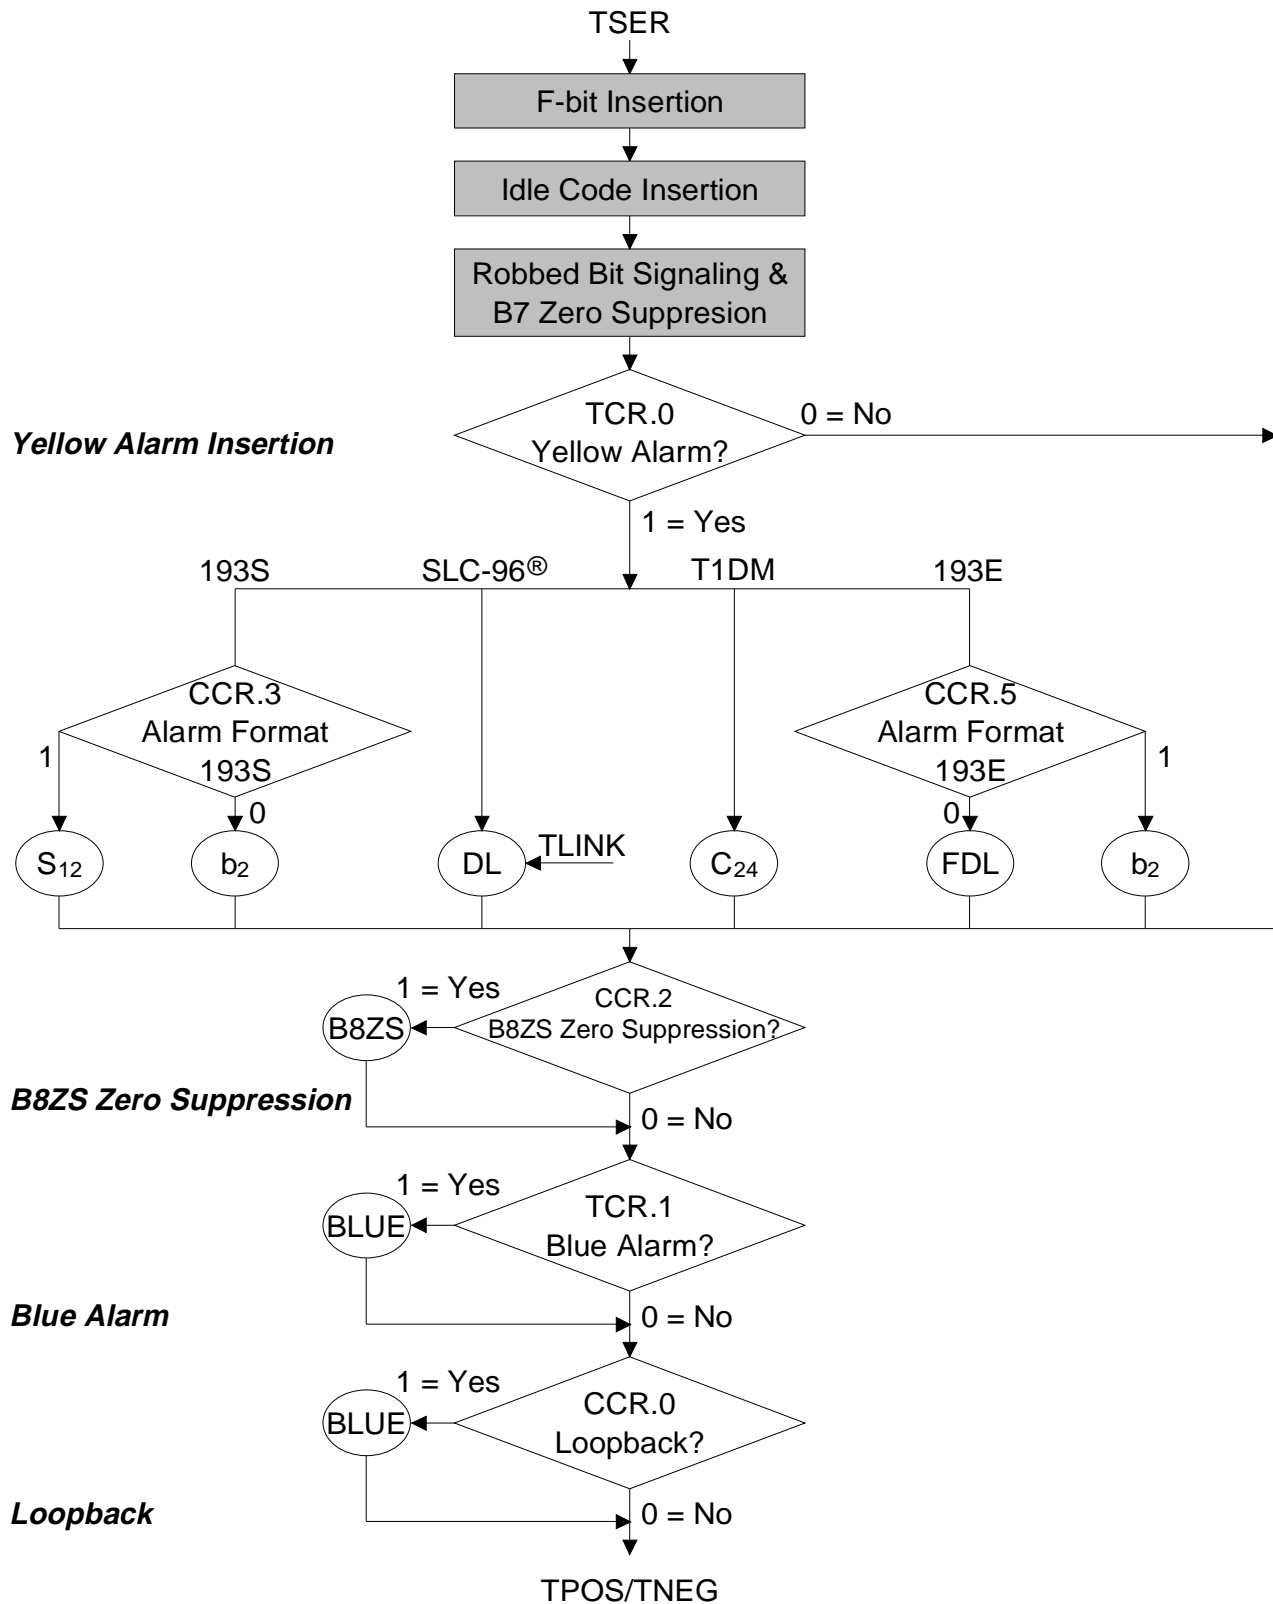 TSER
F-bit Insertion
Idle Code Insertion
Robbed Bit Signaling &
B7 Zero Suppresion
TCR.0
Yellow Alarm?
0 = No
Yellow Alarm Insertion
1 = Yes
193S
SLC-96®
T1DM
193E
CCR.3
Alarm Format
193S
1
0
CCR.5
Alarm Format
193E
0
1
S12
b2
DL
TLINK
C24
FDL
b2
1 = Yes
CCR.2
B8ZS Zero Suppression?
B8ZS
B8ZS Zero Suppression
0 = No
1 = Yes
TCR.1
Blue Alarm?
BLUE
Blue Alarm
0 = No
1 = Yes
CCR.0
Loopback?
BLUE
Loopback
0 = No
TPOS/TNEG